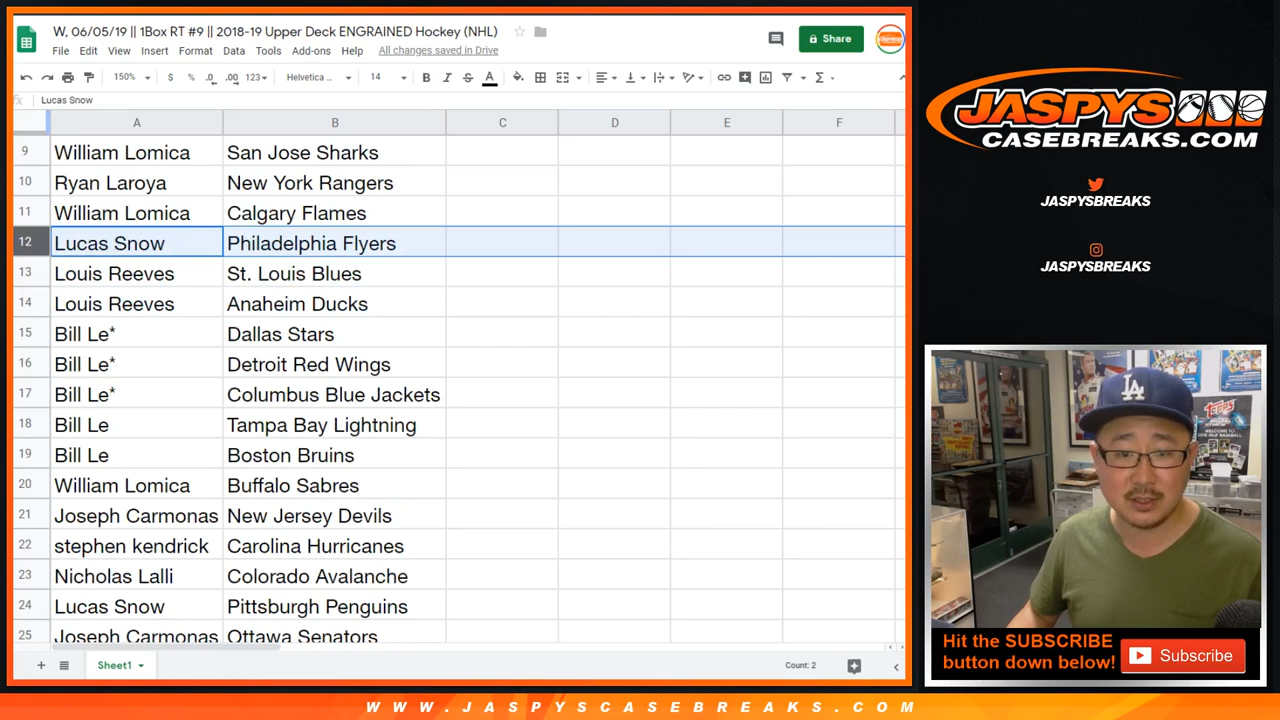 W, 06/05/19 || 1Box RT #9 || 2018-19 Upper Deck ENGRAINED Hockey (NHL)
File Edit View Insert Format Data Tools Add-ons Help All changes saved in Drive
Share
150% $ % .0 .00 123 Helvetica ... 14 B I S A
fx Lucas Snow
A B C D E F
9 William Lomica San Jose Sharks
10 Ryan Laroya New York Rangers
11 William Lomica Calgary Flames
12 Lucas Snow Philadelphia Flyers
13 Louis Reeves St. Louis Blues
14 Louis Reeves Anaheim Ducks
15 Bill Le* Dallas Stars
16 Bill Le* Detroit Red Wings
17 Bill Le* Columbus Blue Jackets
18 Bill Le Tampa Bay Lightning
19 Bill Le Boston Bruins
20 William Lomica Buffalo Sabres
21 Joseph Carmonas New Jersey Devils
22 stephen kendrick Carolina Hurricanes
23 Nicholas Lalli Colorado Avalanche
24 Lucas Snow Pittsburgh Penguins
25 Joseph Carmonas Ottawa Senators
Sheet1
Count: 2
JASPYS
CASEBREAKS.COM
JASPYSBREAKS
JASPYSBREAKS
LA
topps
Hit the SUBSCRIBE
button down below!
Subscribe
WWW.JASPYSCASEBREAKS.COM